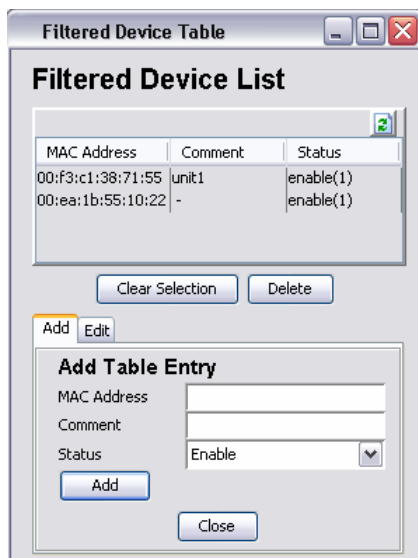 Filtered Device Table
Filtered Device List
MAC Address Comment Status
00:f3:c1:38:71:55 unit1 enable(1)
00:ea:1b:55:10:22 - enable(1)
Clear Selection Delete
Add Edit
Add Table Entry
MAC Address
Comment
Status Enable
Add
Close